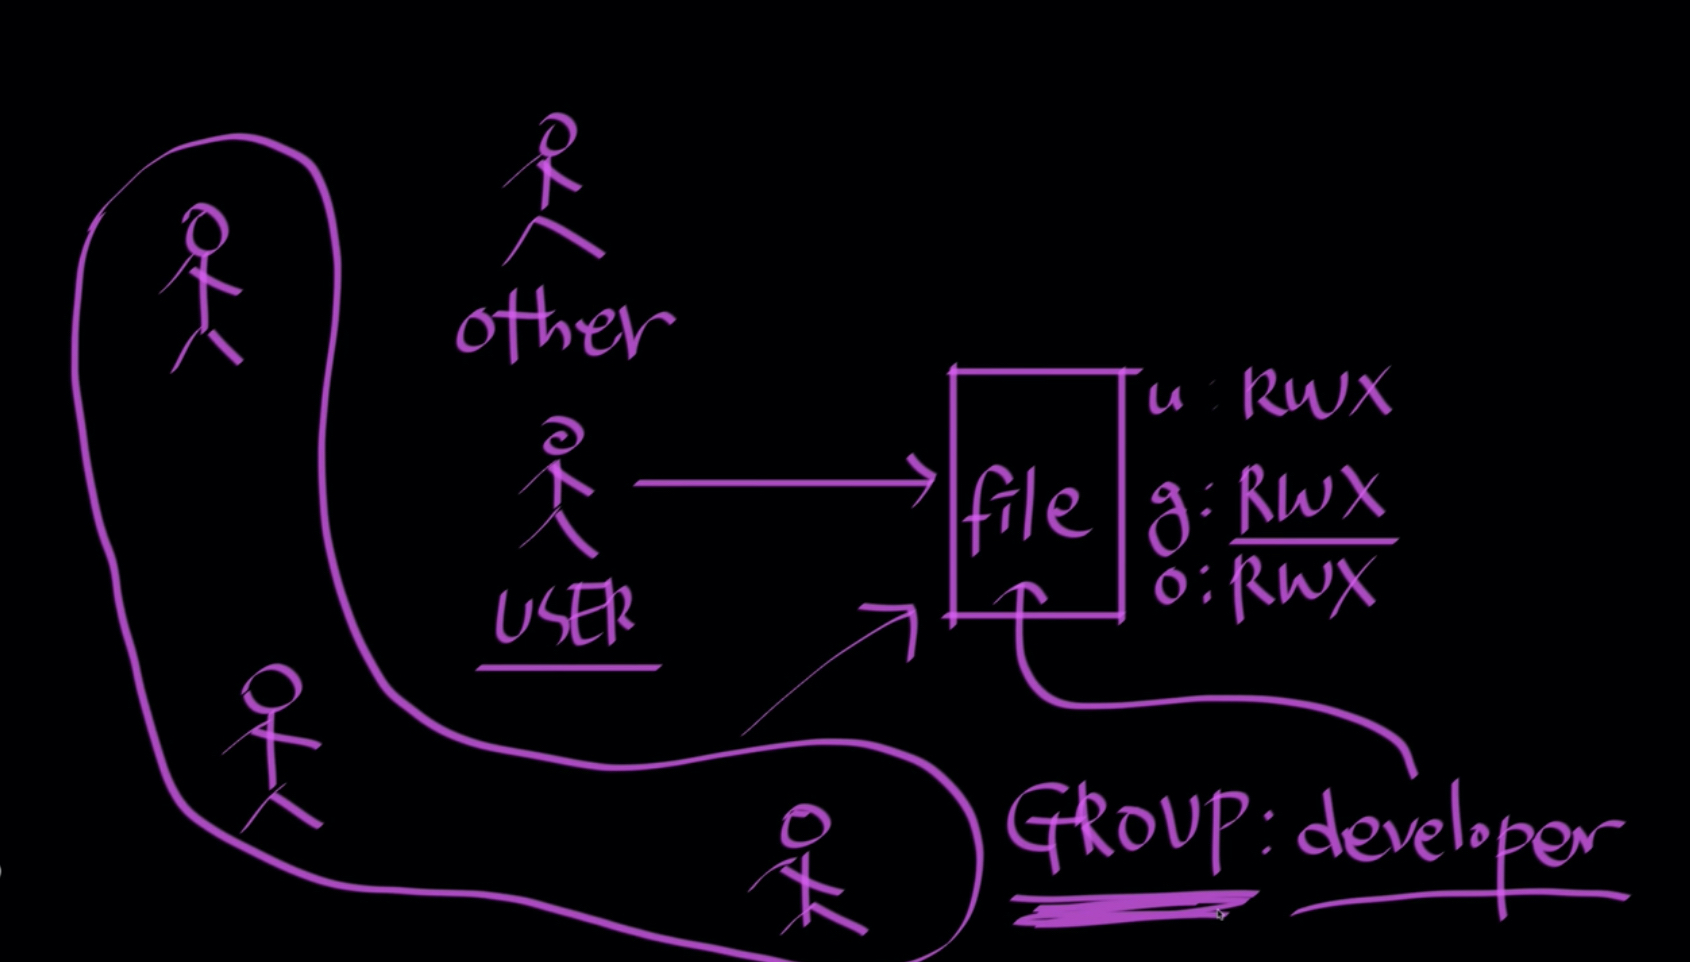 other
USER
file
u : RWX
g: RWX
o: RWX
GROUP: developer